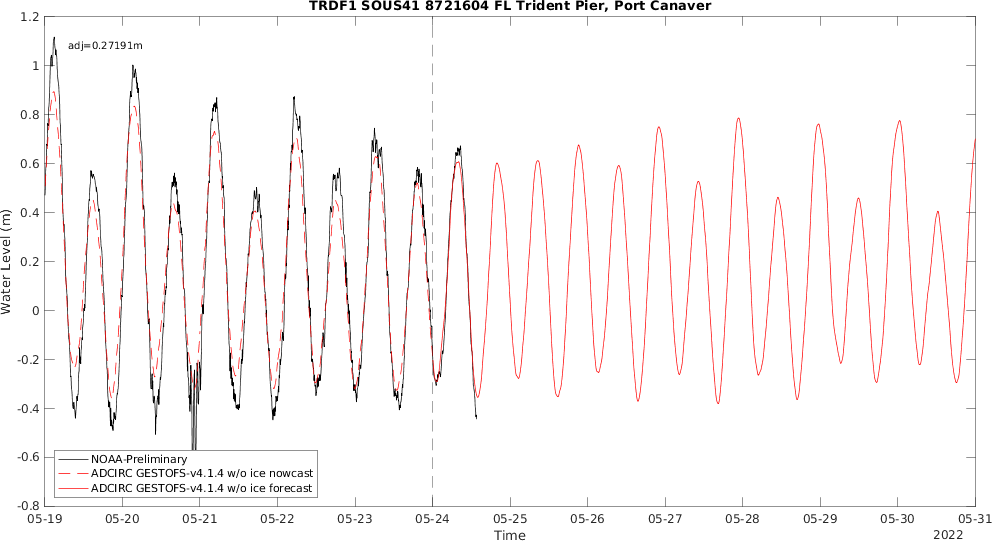 TRDF1 SOUS41 8721604 FL Trident Pier, Port Canaver
adj=0.27191m
1.2
1
0.8
0.6
0.4
0.2
0
-0.2
-0.4
-0.6
-0.8
Water Level (m)
NOAA-Preliminary
ADCIRC GESTOFS-v4.1.4 w/o ice nowcast
ADCIRC GESTOFS-v4.1.4 w/o ice forecast
05-19 05-20 05-21 05-22 05-23 05-24 05-25 05-26 05-27 05-28 05-29 05-30 05-31
Time
2022